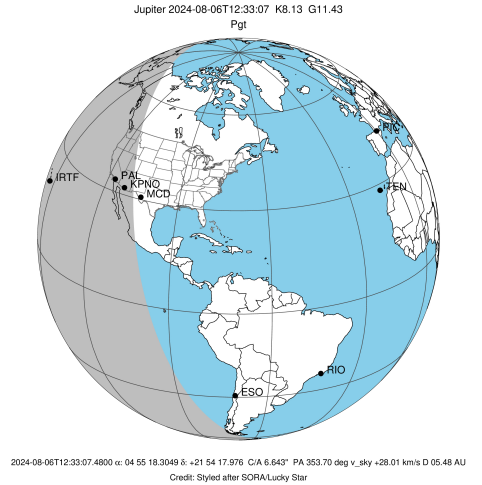 Jupiter 2024-08-06T12:33:07 K8.13 G11.43
Pgt
PIC
TEN
IRTF
PAL
KPNO
MCD
RIO
ESO
2024-08-06T12:33:07.4800 α: 04 55 18.3049 δ: +21 54 17.976 C/A 6.643" PA 353.70 deg v_sky +28.01 km/s D 05.48 AU
Credit: Styled after SORA/Lucky Star